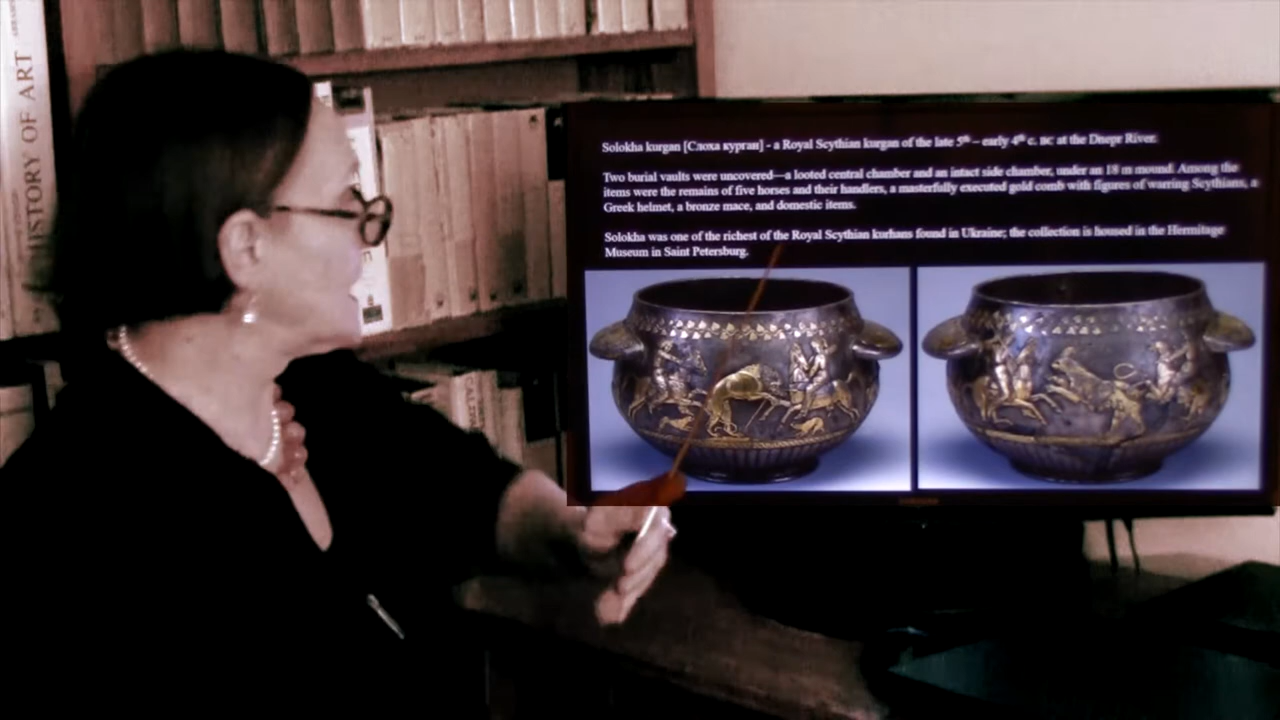 HISTORY OF ART
Solokha kurgan [Слоха курган] - a Royal Scythian kurgan of the late 5th – early 4th c. BC at the Dnepr River.
Two burial vaults were uncovered—a looted central chamber and an intact side chamber, under an 18 m mound. Among the
items were the remains of five horses and their handlers, a masterfully executed gold comb with figures of warring Scythians, a
Greek helmet, a bronze mace, and domestic items.
Solokha was one of the richest of the Royal Scythian kurhans found in Ukraine; the collection is housed in the Hermitage
Museum in Saint Petersburg.